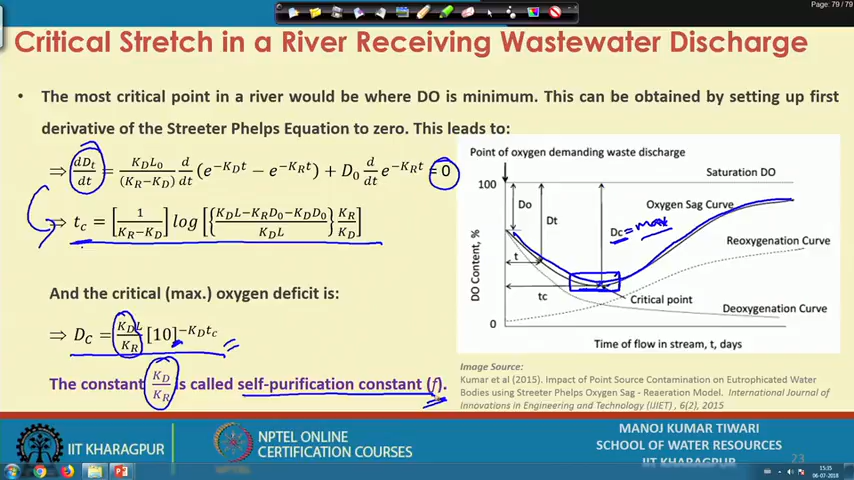 Page: 79 / 79
Critical Stretch in a River Receiving Wastewater Discharge
• The most critical point in a river would be where DO is minimum. This can be obtained by setting up first
derivative of the Streeter Phelps Equation to zero. This leads to:
⇒ dD_t/dt = K_D L_0/(K_R−K_D) d/dt (e^{−K_D t} − e^{−K_R t}) + D_0 d/dt e^{−K_R t} = 0
⇒ t_c = [1/(K_R−K_D)] log [{(K_D L−K_R D_0−K_D D_0)/(K_D L)} K_R/K_D]
And the critical (max.) oxygen deficit is:
⇒ D_C = K_D L/K_R [10]^{−K_D t_c}
The constant K_D/K_R is called self-purification constant (f).
Point of oxygen demanding waste discharge
Saturation DO
100
Do
Dt
Oxygen Sag Curve
Dc = max
Reoxygenation Curve
t
tc
Critical point
Deoxygenation Curve
0
DO Content, %
Time of flow in stream, t, days
Image Source:
Kumar et al (2015). Impact of Point Source Contamination on Eutrophicated Water
Bodies using Streeter Phelps Oxygen Sag - Reaeration Model. International Journal of
Innovations in Engineering and Technology (IJIET) , 6(2), 2015
IIT KHARAGPUR
NPTEL ONLINE
CERTIFICATION COURSES
MANOJ KUMAR TIWARI
SCHOOL OF WATER RESOURCES
IIT KHARAGPUR
23
15:35
06-07-2018